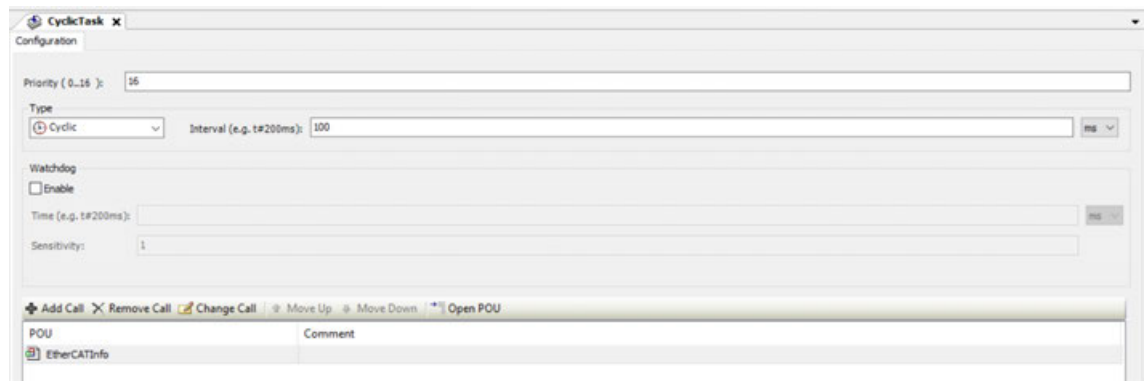 CyclicTask
Configuration
Priority ( 0..16 ): 16
Type
Cyclic Interval (e.g. t#200ms): 100 ms
Watchdog
Enable
Time (e.g. t#200ms): ms
Sensitivity: 1
Add Call Remove Call Change Call Move Up Move Down Open POU
POU Comment
EtherCATInfo